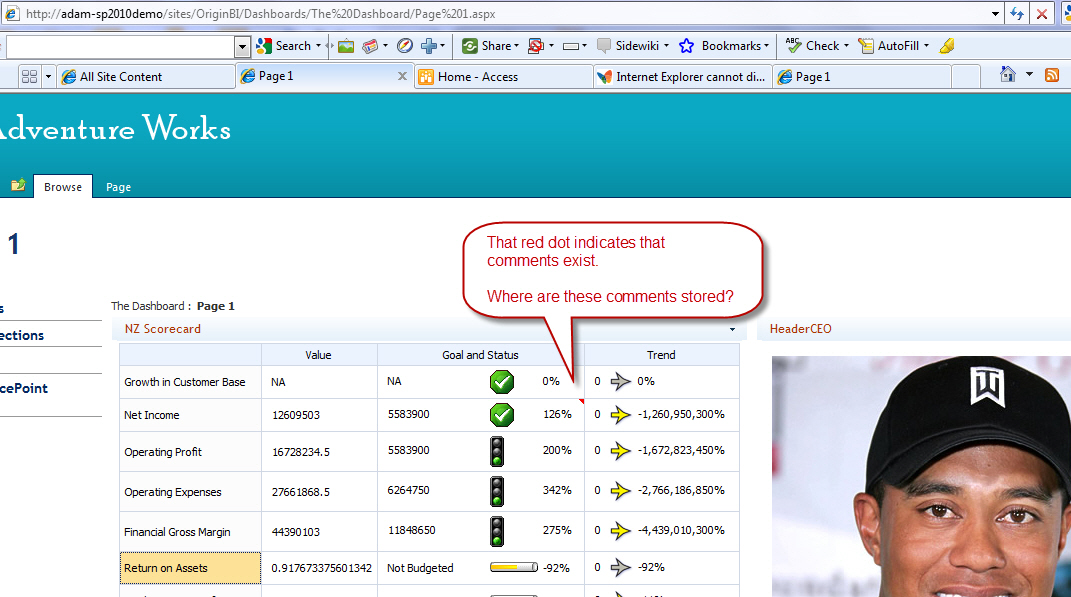 http://adam-sp2010demo/sites/OriginBI/Dashboards/The%20Dashboard/Page%201.aspx
Search Share Sidewiki Bookmarks ABC Check AutoFill
All Site Content Page 1 X Home - Access Internet Explorer cannot di... Page 1
Adventure Works
Browse Page
1
That red dot indicates that
comments exist.
Where are these comments stored?
s
The Dashboard : Page 1
NZ Scorecard HeaderCEO
ections
Value Goal and Status Trend
Growth in Customer Base NA NA 0% 0 0%
cePoint
Net Income 12609503 5583900 126% 0 -1,260,950,300%
Operating Profit 16728234.5 5583900 200% 0 -1,672,823,450%
Operating Expenses 27661868.5 6264750 342% 0 -2,766,186,850%
Financial Gross Margin 44390103 11848650 275% 0 -4,439,010,300%
Return on Assets 0.917673375601342 Not Budgeted -92% 0 -92%
TW